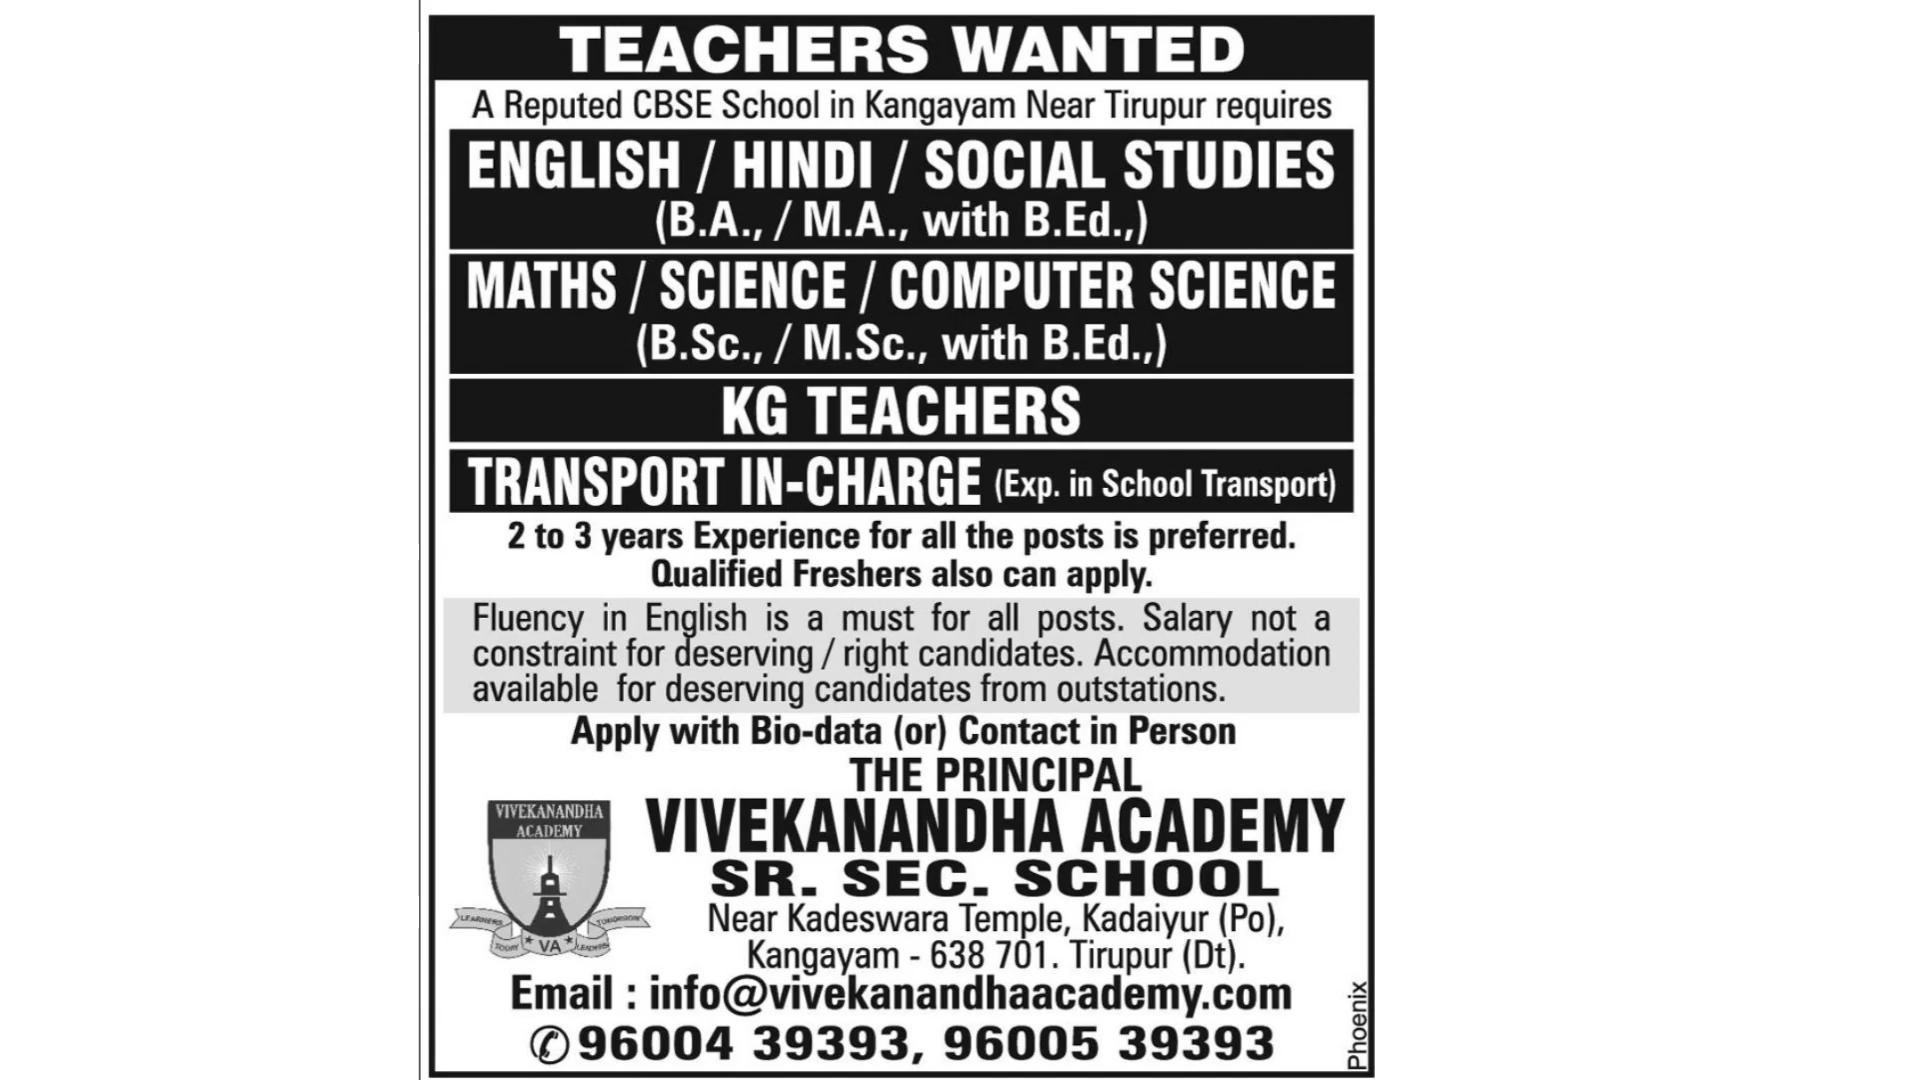 TEACHERS WANTED
A Reputed CBSE School in Kangayam Near Tirupur requires
ENGLISH / HINDI / SOCIAL STUDIES
(B.A., / M.A., with B.Ed.,)
MATHS / SCIENCE / COMPUTER SCIENCE
(B.Sc., / M.Sc., with B.Ed.,)
KG TEACHERS
TRANSPORT IN-CHARGE (Exp. in School Transport)
2 to 3 years Experience for all the posts is preferred.
Qualified Freshers also can apply.
Fluency in English is a must for all posts. Salary not a
constraint for deserving / right candidates. Accommodation
available for deserving candidates from outstations.
Apply with Bio-data (or) Contact in Person
THE PRINCIPAL
VIVEKANANDHA
ACADEMY
LEARNERS TODAY VA LEADERS TOMORROW
VIVEKANANDHA ACADEMY
SR. SEC. SCHOOL
Near Kadeswara Temple, Kadaiyur (Po),
Kangayam - 638 701. Tirupur (Dt).
Email : info@vivekanandhaacademy.com
✆ 96004 39393, 96005 39393
Phoenix